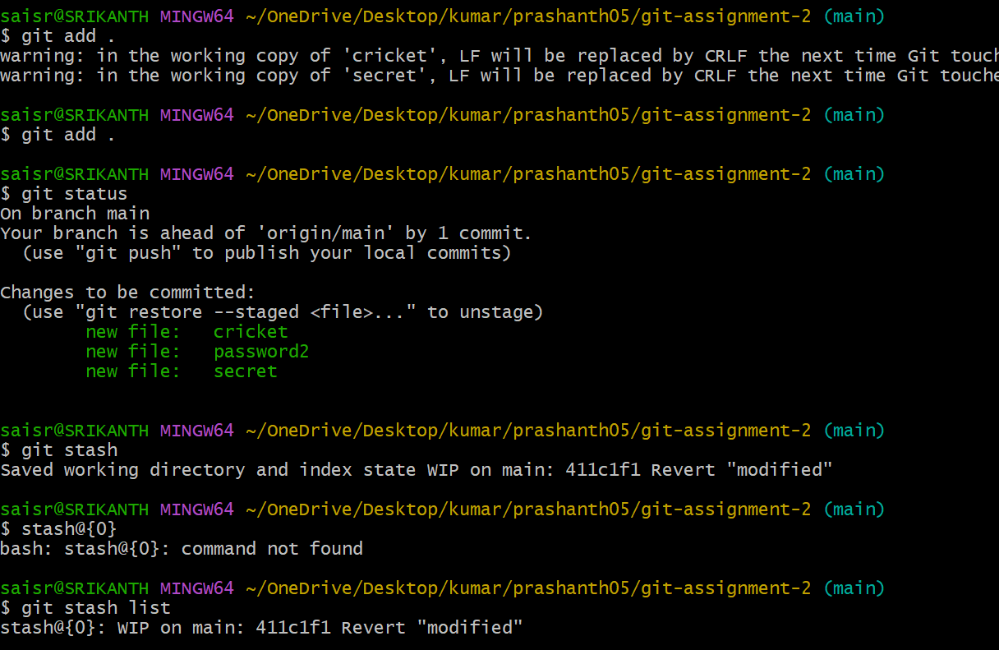 saisr@SRIKANTH MINGW64 ~/OneDrive/Desktop/kumar/prashanth05/git-assignment-2 (main)
$ git add .
warning: in the working copy of 'cricket', LF will be replaced by CRLF the next time Git touch
warning: in the working copy of 'secret', LF will be replaced by CRLF the next time Git touche
saisr@SRIKANTH MINGW64 ~/OneDrive/Desktop/kumar/prashanth05/git-assignment-2 (main)
$ git add .
saisr@SRIKANTH MINGW64 ~/OneDrive/Desktop/kumar/prashanth05/git-assignment-2 (main)
$ git status
On branch main
Your branch is ahead of 'origin/main' by 1 commit.
  (use "git push" to publish your local commits)
Changes to be committed:
  (use "git restore --staged <file>..." to unstage)
        new file:   cricket
        new file:   password2
        new file:   secret
saisr@SRIKANTH MINGW64 ~/OneDrive/Desktop/kumar/prashanth05/git-assignment-2 (main)
$ git stash
Saved working directory and index state WIP on main: 411c1f1 Revert "modified"
saisr@SRIKANTH MINGW64 ~/OneDrive/Desktop/kumar/prashanth05/git-assignment-2 (main)
$ stash@{0}
bash: stash@{0}: command not found
saisr@SRIKANTH MINGW64 ~/OneDrive/Desktop/kumar/prashanth05/git-assignment-2 (main)
$ git stash list
stash@{0}: WIP on main: 411c1f1 Revert "modified"